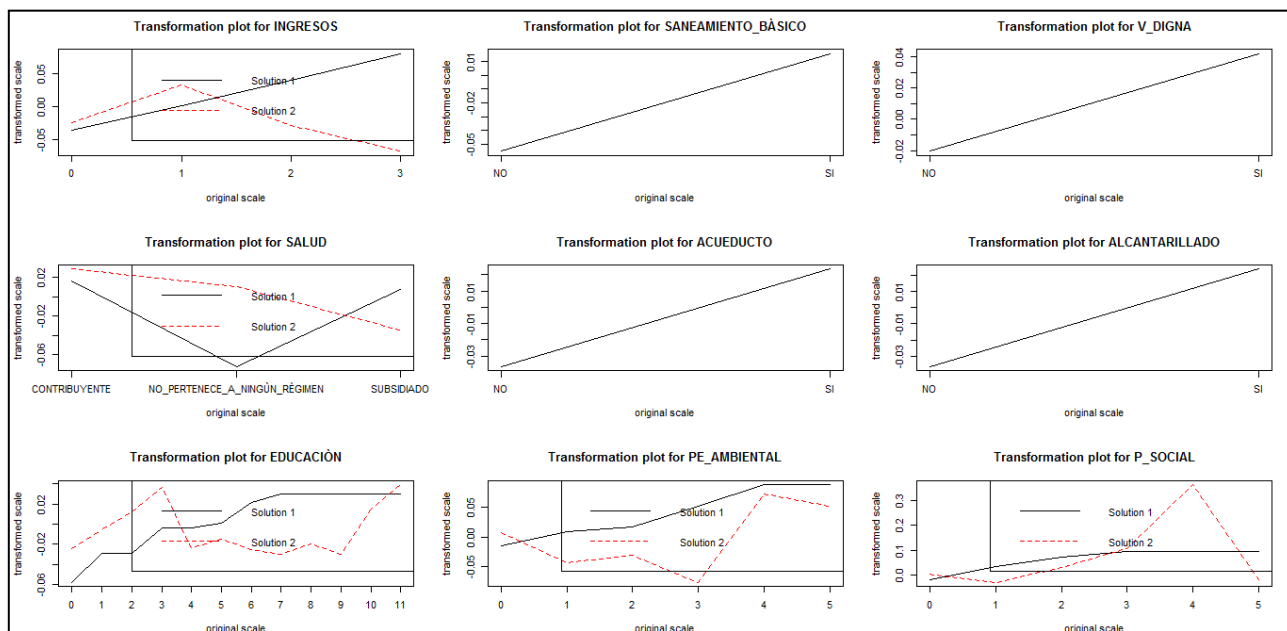 Transformation plot for INGRESOS
transformed scale
0.05
0.00
-0.05
Solution 1
Solution 2
0 1 2 3
original scale
Transformation plot for SANEAMIENTO_BÀSICO
transformed scale
0.01
-0.02
-0.05
NO SI
original scale
Transformation plot for V_DIGNA
transformed scale
0.04
0.02
0.00
-0.02
NO SI
original scale
Transformation plot for SALUD
transformed scale
0.02
-0.02
-0.06
Solution 1
Solution 2
CONTRIBUYENTE NO_PERTENECE_A_NINGÙN_RÈGIMEN SUBSIDIADO
original scale
Transformation plot for ACUEDUCTO
transformed scale
0.01
-0.01
-0.03
NO SI
original scale
Transformation plot for ALCANTARILLADO
transformed scale
0.01
-0.01
-0.03
NO SI
original scale
Transformation plot for EDUCACIÒN
transformed scale
0.02
-0.02
-0.06
Solution 1
Solution 2
0 1 2 3 4 5 6 7 8 9 10 11
original scale
Transformation plot for PE_AMBIENTAL
transformed scale
0.05
0.00
-0.05
Solution 1
Solution 2
0 1 2 3 4 5
original scale
Transformation plot for P_SOCIAL
transformed scale
0.3
0.2
0.1
0.0
Solution 1
Solution 2
0 1 2 3 4 5
original scale